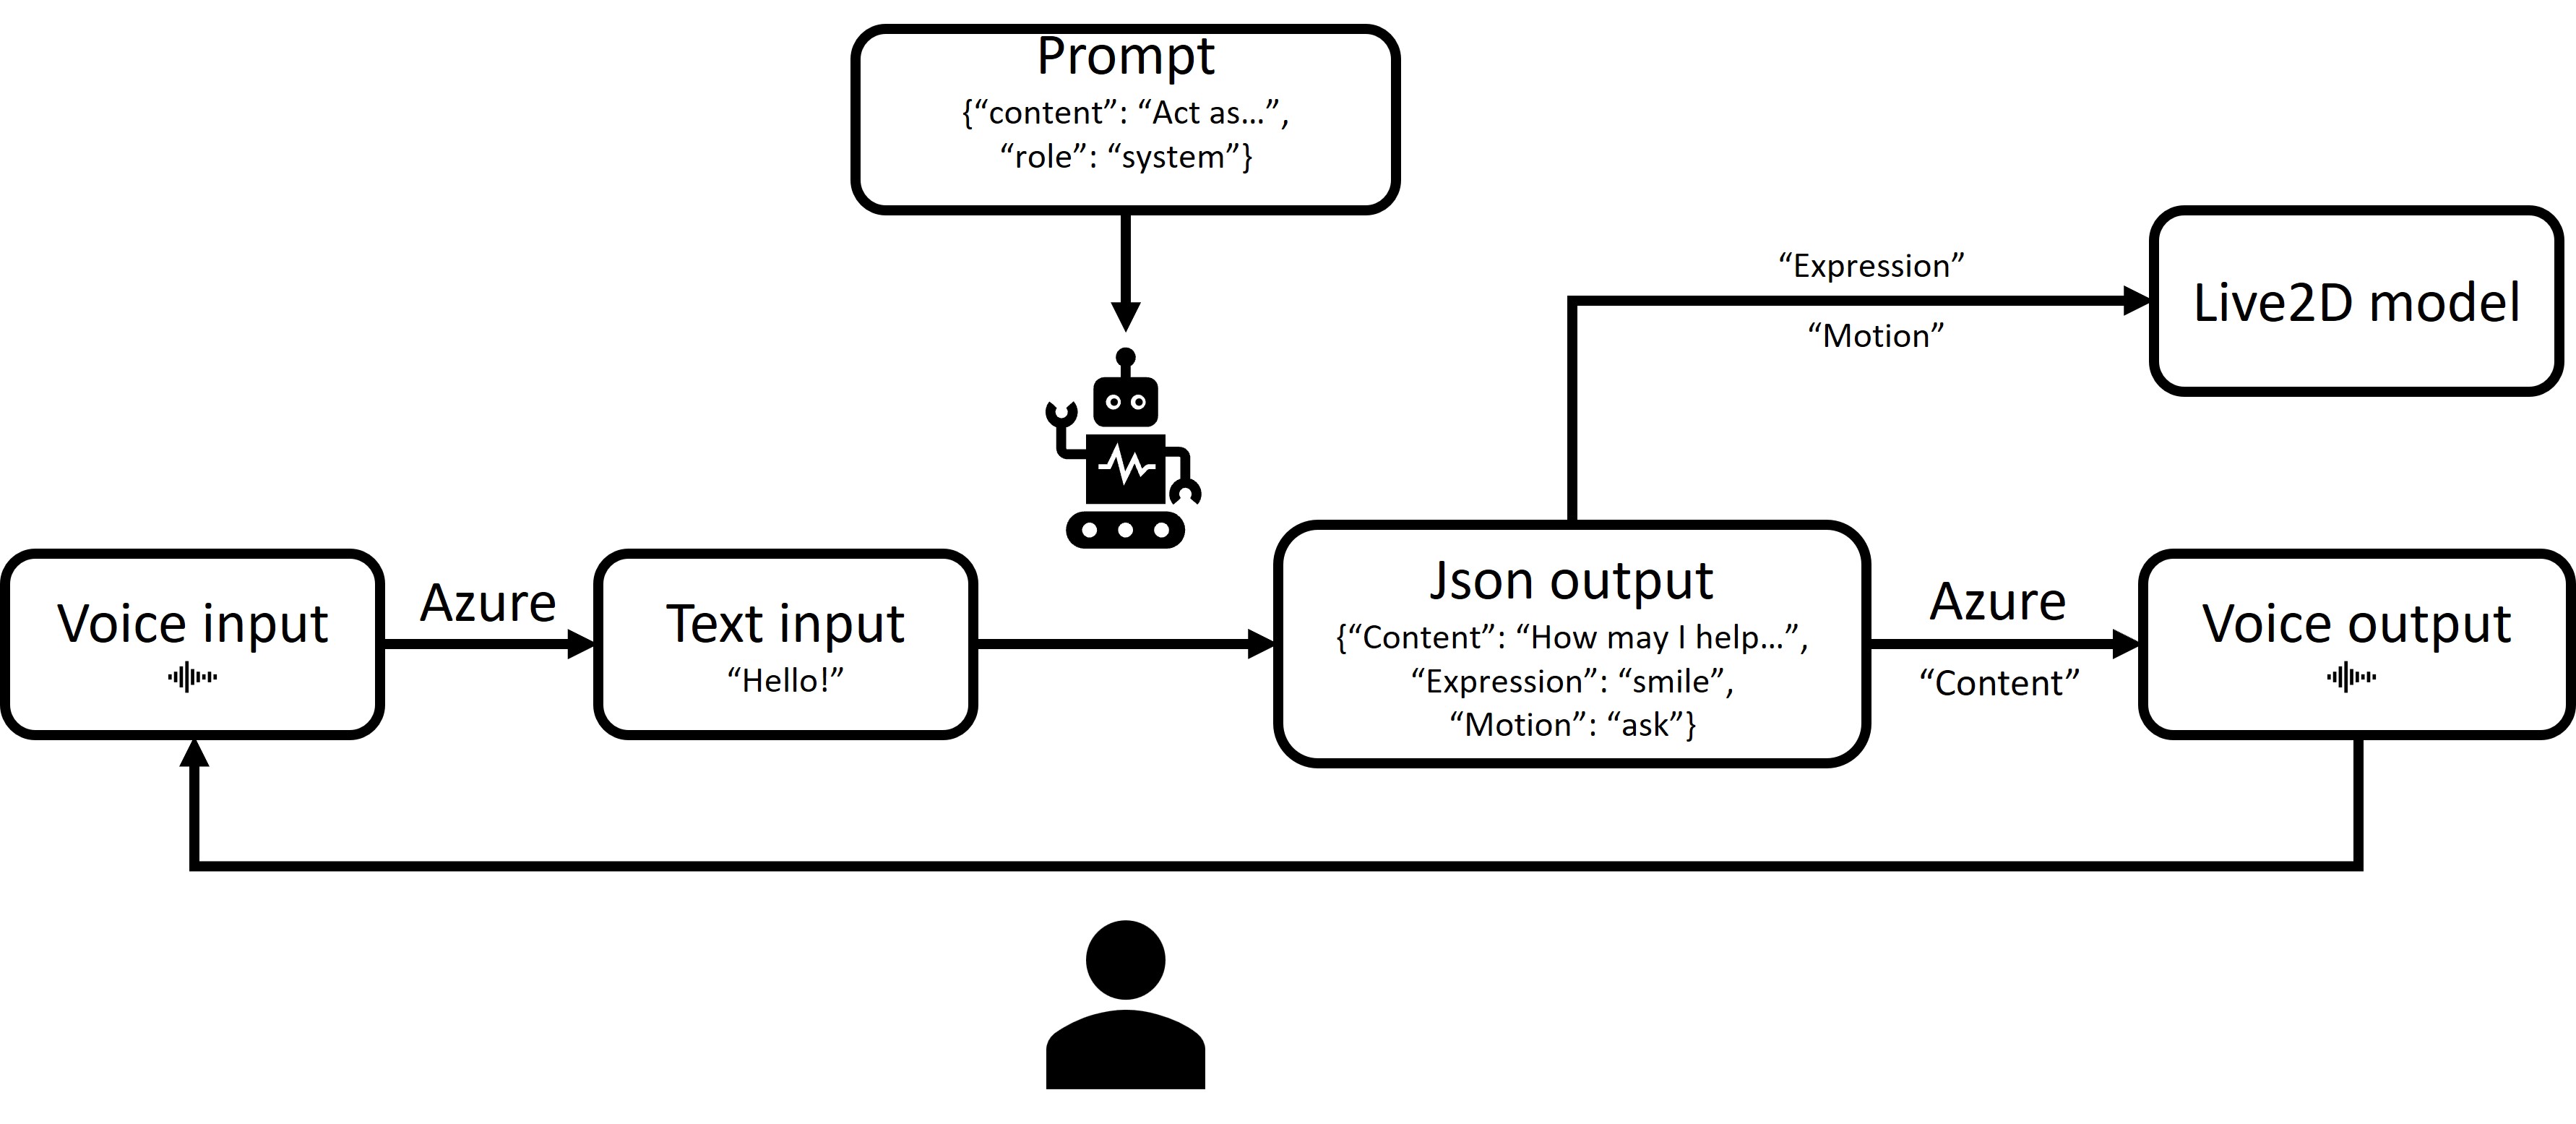 Prompt
{“content”: “Act as...”,
“role”: “system”}
“Expression”
“Motion”
Live2D model
Voice input
Azure
Text input
“Hello!”
Json output
{“Content”: “How may I help...”,
“Expression”: “smile”,
“Motion”: “ask”}
Azure
“Content”
Voice output